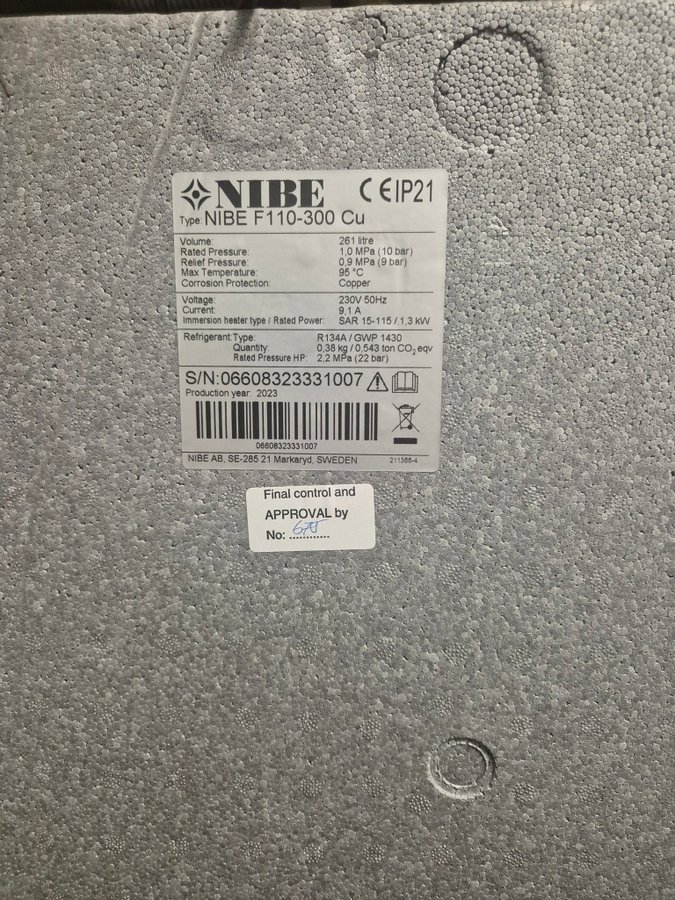 NIBE CE IP21
Type: NIBE F110-300 Cu
Volume: 261 litre
Rated Pressure: 1,0 MPa (10 bar)
Relief Pressure: 0,9 MPa (9 bar)
Max Temperature: 95 °C
Corrosion Protection: Copper
Voltage: 230V 50Hz
Current: 9,1 A
Immersion heater type / Rated Power: SAR 15-115 / 1,3 kW
Refrigerant Type: R134A / GWP 1430
Quantity: 0,38 kg / 0,543 ton CO₂ eqv
Rated Pressure HP: 2,2 MPa (22 bar)
S/N:06608323331007
Production year: 2023
06608323331007
NIBE AB, SE-285 21 Markaryd, SWEDEN 211366-4
Final control and
APPROVAL by
No: ............